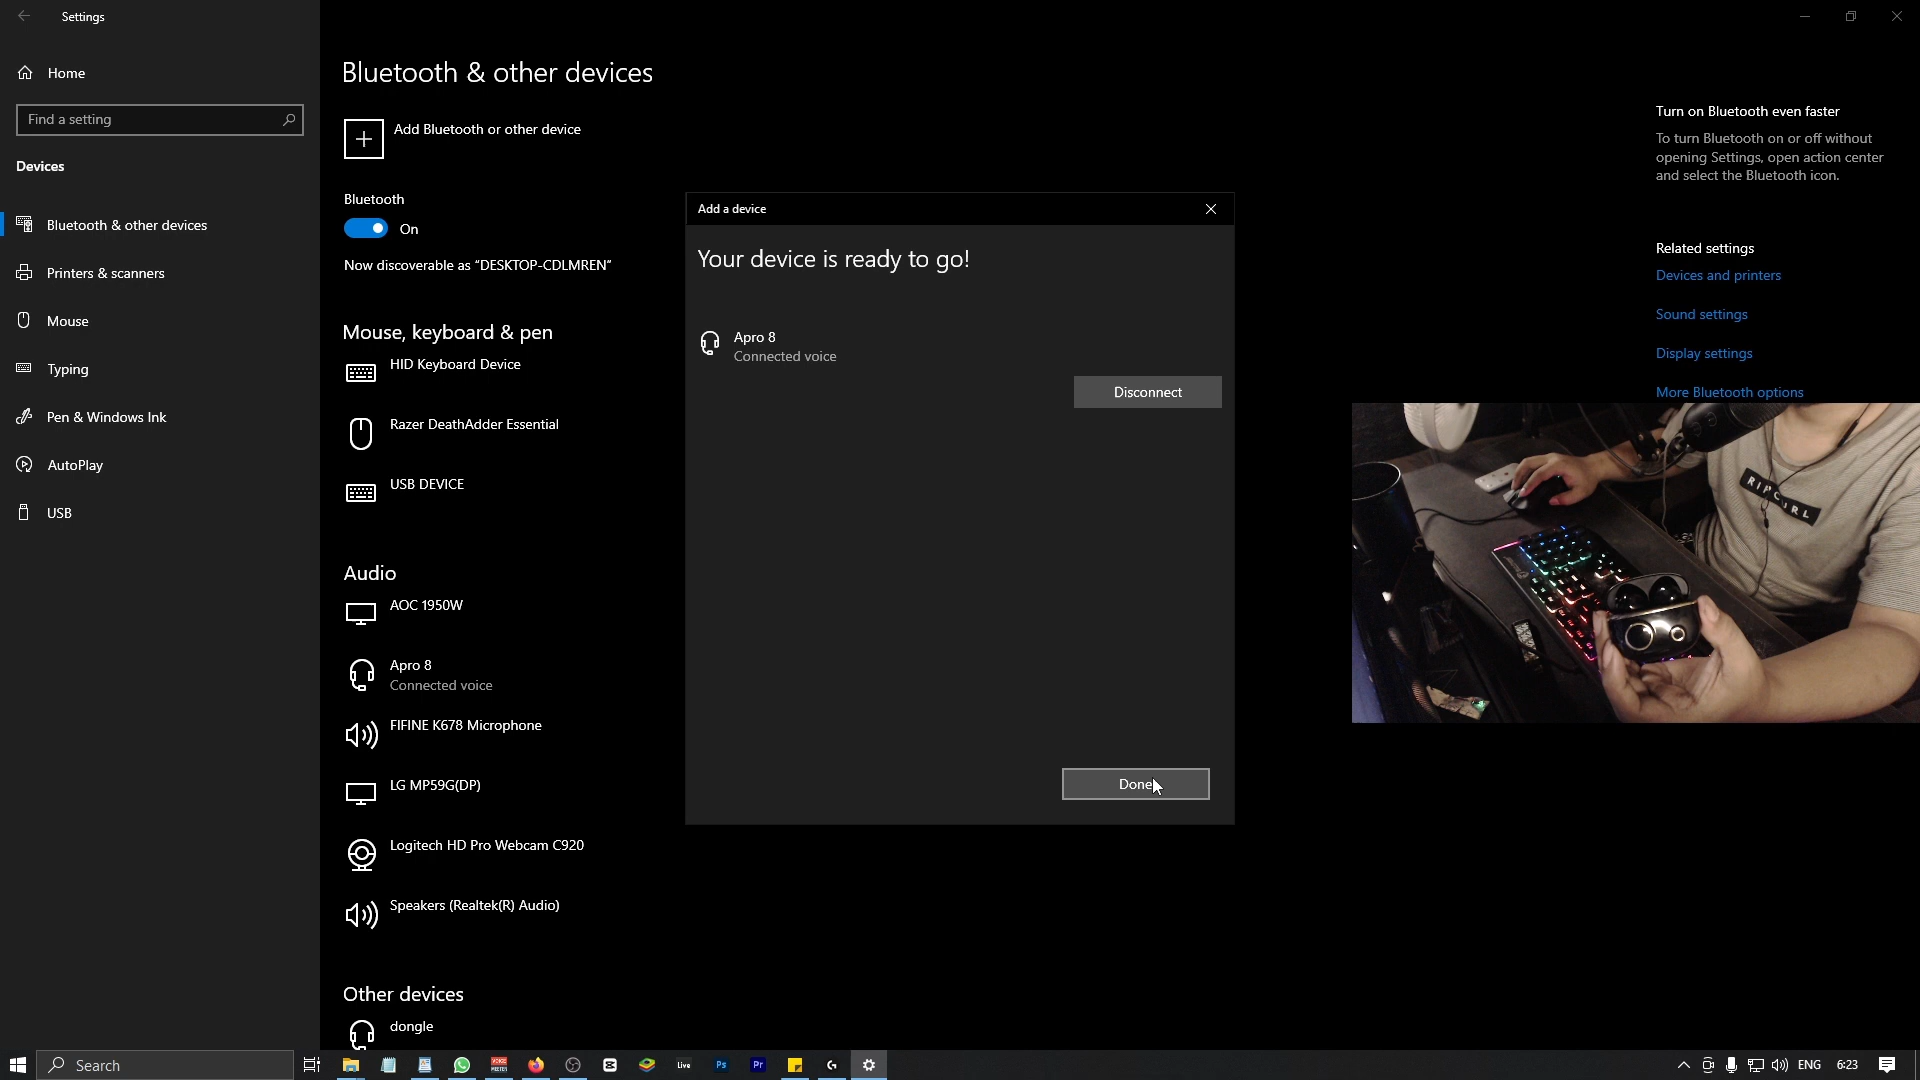 Settings
Home
Find a setting
Devices
Bluetooth & other devices
Printers & scanners
Mouse
Typing
Pen & Windows Ink
AutoPlay
USB
Bluetooth & other devices
Add Bluetooth or other device
Bluetooth
On
Now discoverable as “DESKTOP-CDLMREN”
Mouse, keyboard & pen
HID Keyboard Device
Razer DeathAdder Essential
USB DEVICE
Audio
AOC 1950W
Apro 8
Connected voice
FIFINE K678 Microphone
LG MP59G(DP)
Logitech HD Pro Webcam C920
Speakers (Realtek(R) Audio)
Other devices
dongle
Add a device
Your device is ready to go!
Apro 8
Connected voice
Disconnect
Done
Turn on Bluetooth even faster
To turn Bluetooth on or off without
opening Settings, open action center
and select the Bluetooth icon.
Related settings
Devices and printers
Sound settings
Display settings
More Bluetooth options
RIP CURL
Search
VOICE
MEETER
Live
Ps
Pr
ENG
6:23